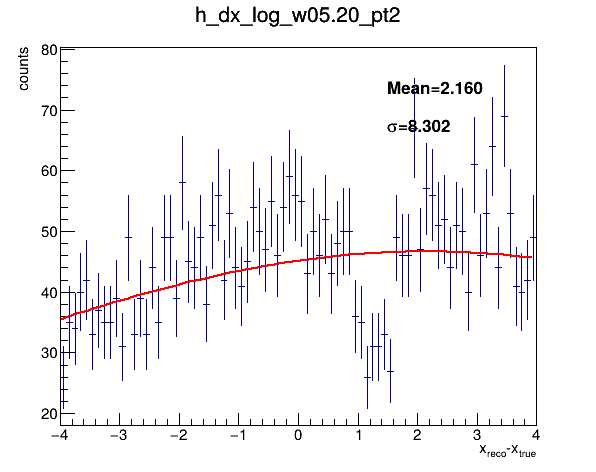 h_dx_log_w05.20_pt2
counts
80
70
60
50
40
30
20
Mean=2.160
σ=8.302
−4 −3 −2 −1 0 1 2 3 4
x_reco-x_true